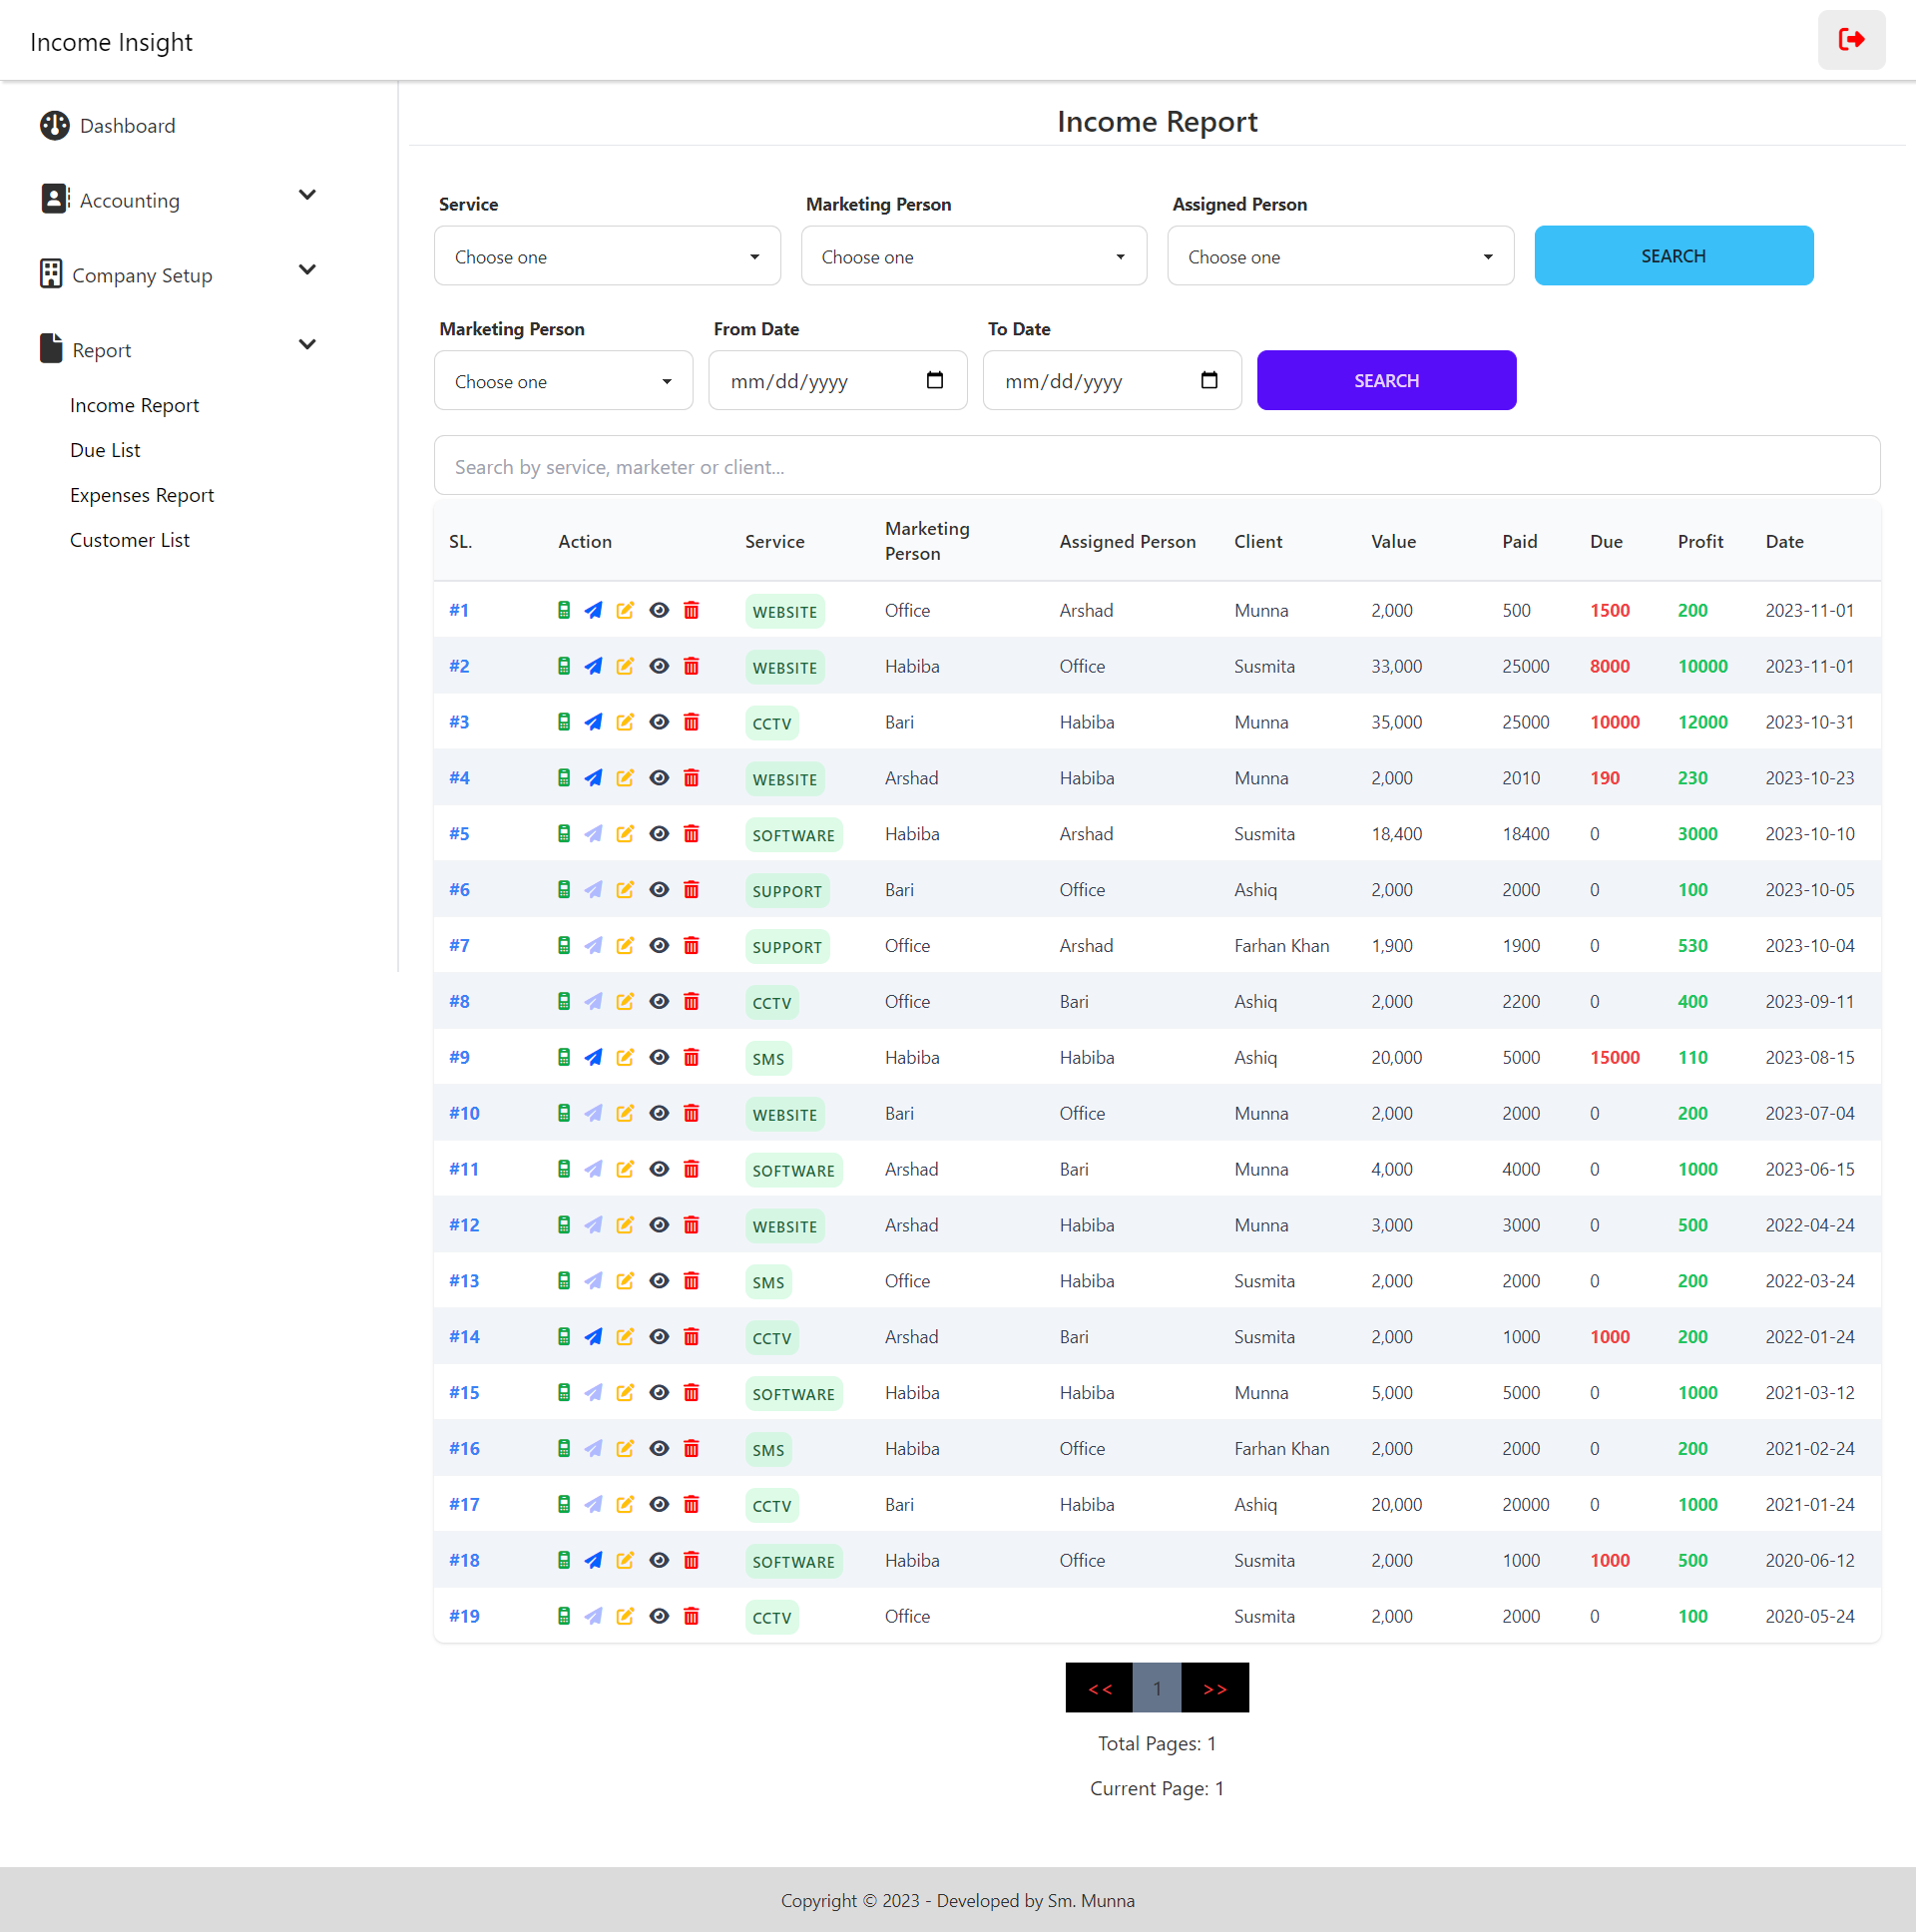 Income Insight
Dashboard
Accounting
Company Setup
Report
Income Report
Due List
Expenses Report
Customer List
Income Report
Service Marketing Person Assigned Person
Choose one Choose one Choose one SEARCH
Marketing Person From Date To Date
Choose one mm/dd/yyyy mm/dd/yyyy SEARCH
Search by service, marketer or client...
SL. Action Service Marketing Person Assigned Person Client Value Paid Due Profit Date
#1 WEBSITE Office Arshad Munna 2,000 500 1500 200 2023-11-01
#2 WEBSITE Habiba Office Susmita 33,000 25000 8000 10000 2023-11-01
#3 CCTV Bari Habiba Munna 35,000 25000 10000 12000 2023-10-31
#4 WEBSITE Arshad Habiba Munna 2,000 2010 190 230 2023-10-23
#5 SOFTWARE Habiba Arshad Susmita 18,400 18400 0 3000 2023-10-10
#6 SUPPORT Bari Office Ashiq 2,000 2000 0 100 2023-10-05
#7 SUPPORT Office Arshad Farhan Khan 1,900 1900 0 530 2023-10-04
#8 CCTV Office Bari Ashiq 2,000 2200 0 400 2023-09-11
#9 SMS Habiba Habiba Ashiq 20,000 5000 15000 110 2023-08-15
#10 WEBSITE Bari Office Munna 2,000 2000 0 200 2023-07-04
#11 SOFTWARE Arshad Bari Munna 4,000 4000 0 1000 2023-06-15
#12 WEBSITE Arshad Habiba Munna 3,000 3000 0 500 2022-04-24
#13 SMS Office Habiba Susmita 2,000 2000 0 200 2022-03-24
#14 CCTV Arshad Bari Susmita 2,000 1000 1000 200 2022-01-24
#15 SOFTWARE Habiba Habiba Munna 5,000 5000 0 1000 2021-03-12
#16 SMS Habiba Office Farhan Khan 2,000 2000 0 200 2021-02-24
#17 CCTV Bari Habiba Ashiq 20,000 20000 0 1000 2021-01-24
#18 SOFTWARE Habiba Office Susmita 2,000 1000 1000 500 2020-06-12
#19 CCTV Office Susmita 2,000 2000 0 100 2020-05-24
<< 1 >>
Total Pages: 1
Current Page: 1
Copyright © 2023 - Developed by Sm. Munna